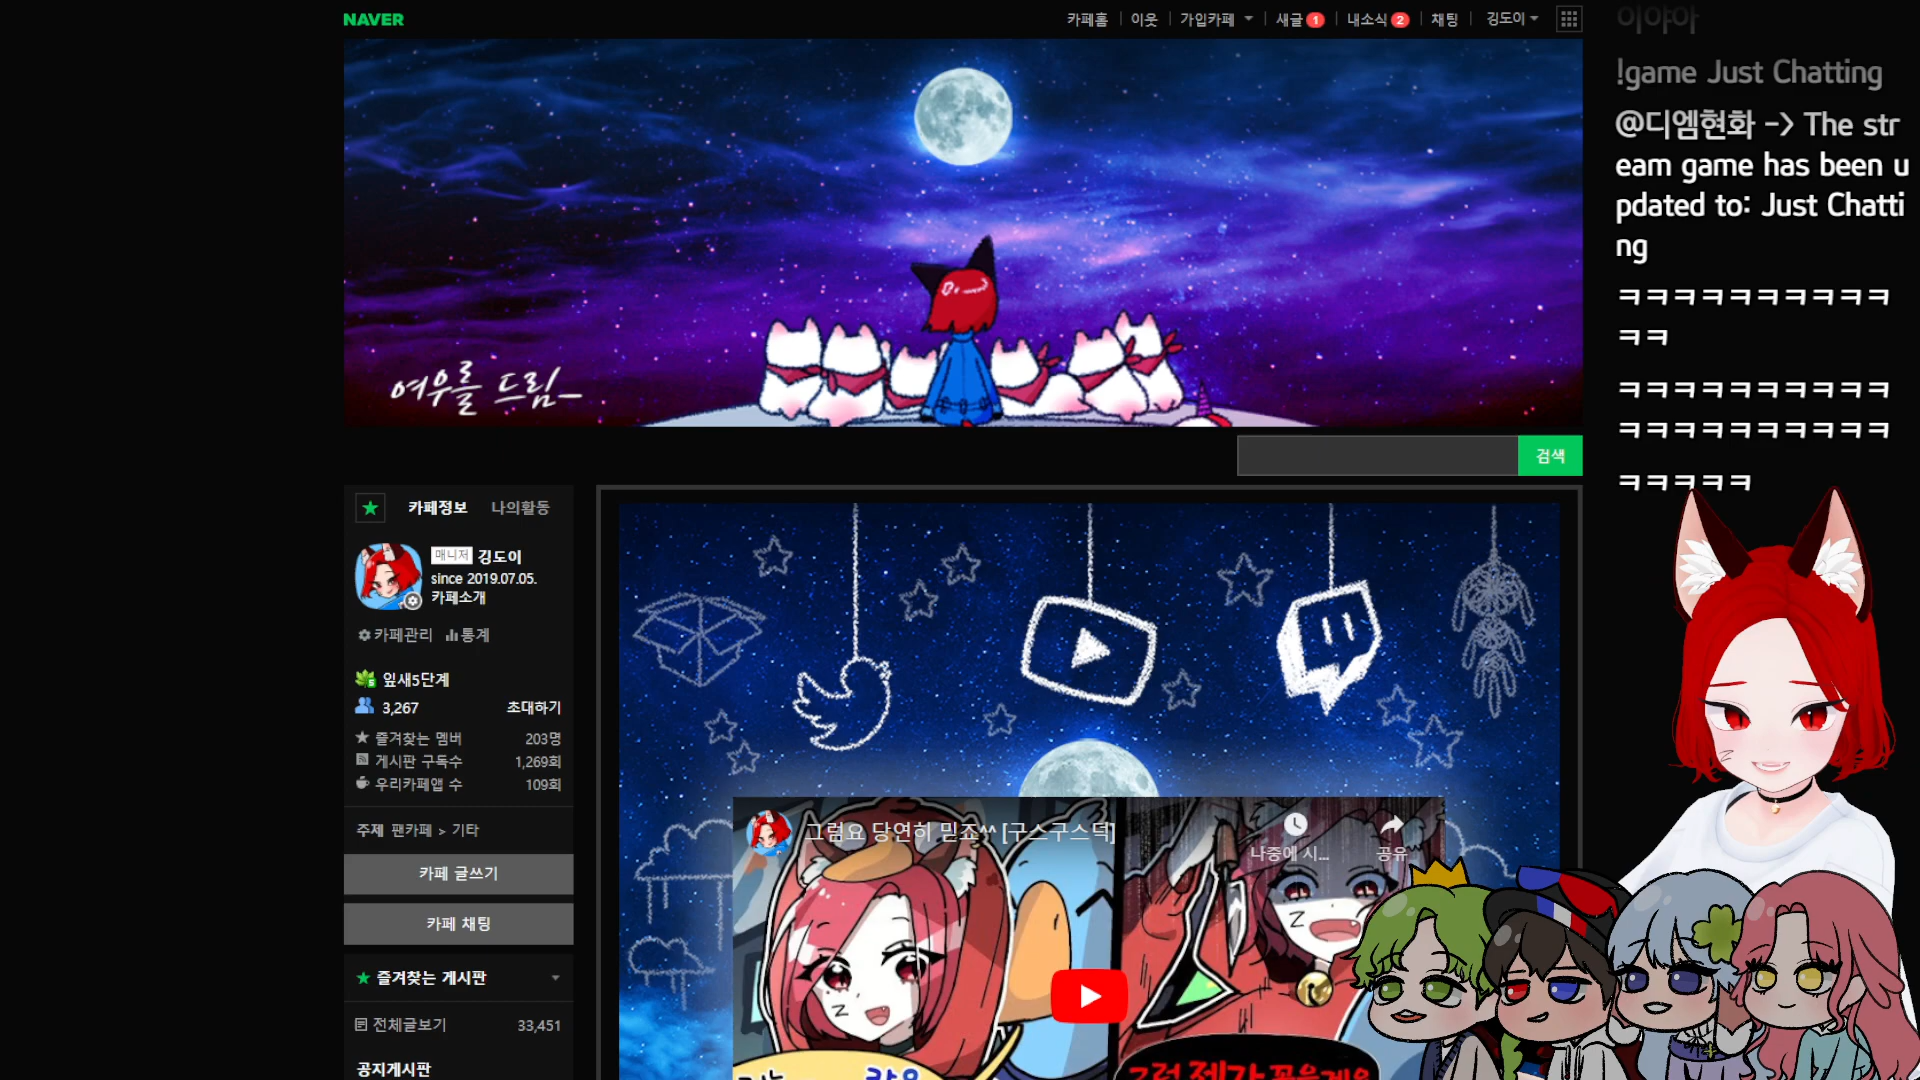 NAVER
카페홈 이웃 가입카페 새글 1 내소식 2 채팅 깅도이
이야아
!game Just Chatting
@디엠현화 -> The str
eam game has been u
pdated to: Just Chatti
ng
ㅋㅋㅋㅋㅋㅋㅋㅋㅋㅋ
ㅋㅋ
ㅋㅋㅋㅋㅋㅋㅋㅋㅋㅋ
ㅋㅋㅋㅋㅋㅋㅋㅋㅋㅋ
ㅋㅋㅋㅋㅋ
여우를 드림_
검색
카페정보 나의활동
매니저 깅도이
since 2019.07.05.
카페소개
카페관리 통계
잎새5단계
3,267 초대하기
즐겨찾는 멤버 203명
게시판 구독수 1,269회
우리카페앱 수 109회
주제 팬카페 > 기타
카페 글쓰기
카페 채팅
즐겨찾는 게시판
전체글보기 33,451
공지게시판
그럼요 당연히 믿죠^^ [구스구스덕]
나중에 시...
공유